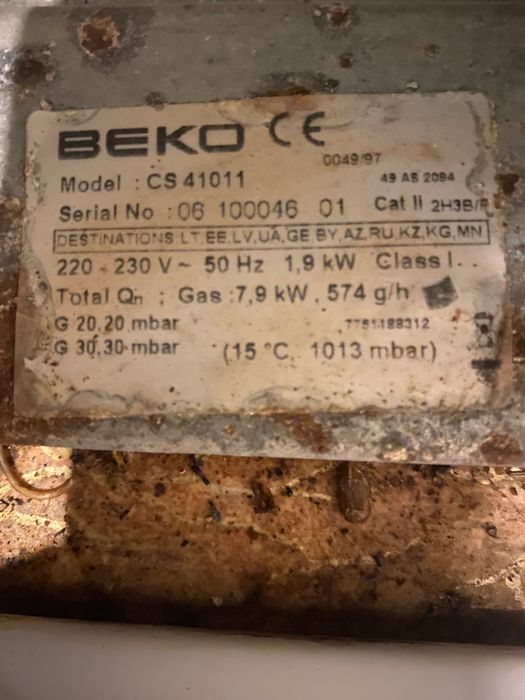 BEKO CE
0049/97
Model : CS 41011 49 AS 2094
Serial No : 06 100046 01 Cat II 2H3B/P
DESTINATIONS:LT,EE,LV,UA,GE BY,AZ,RU,KZ,KG,MN
220 - 230 V ~ 50 Hz 1,9 kW Class I..
Total Qn : Gas :7,9 kW , 574 g/h
G 20,20 mbar 7751188312
G 30,30 mbar (15 °C, 1013 mbar)